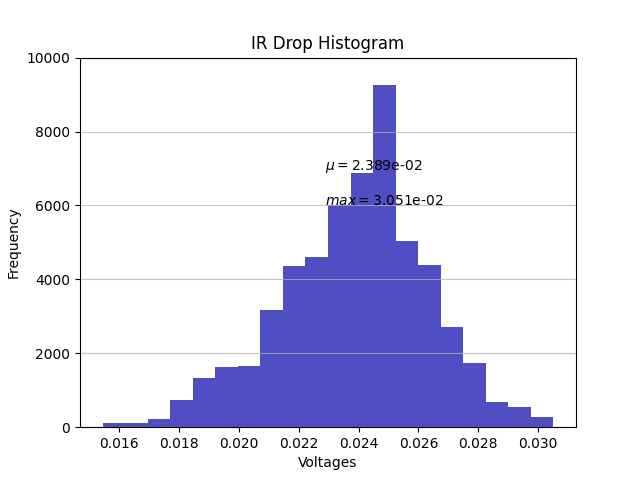 IR Drop Histogram
10000
8000
6000
4000
2000
0
Frequency
μ = 2.389e-02
max = 3.051e-02
0.016 0.018 0.020 0.022 0.024 0.026 0.028 0.030
Voltages